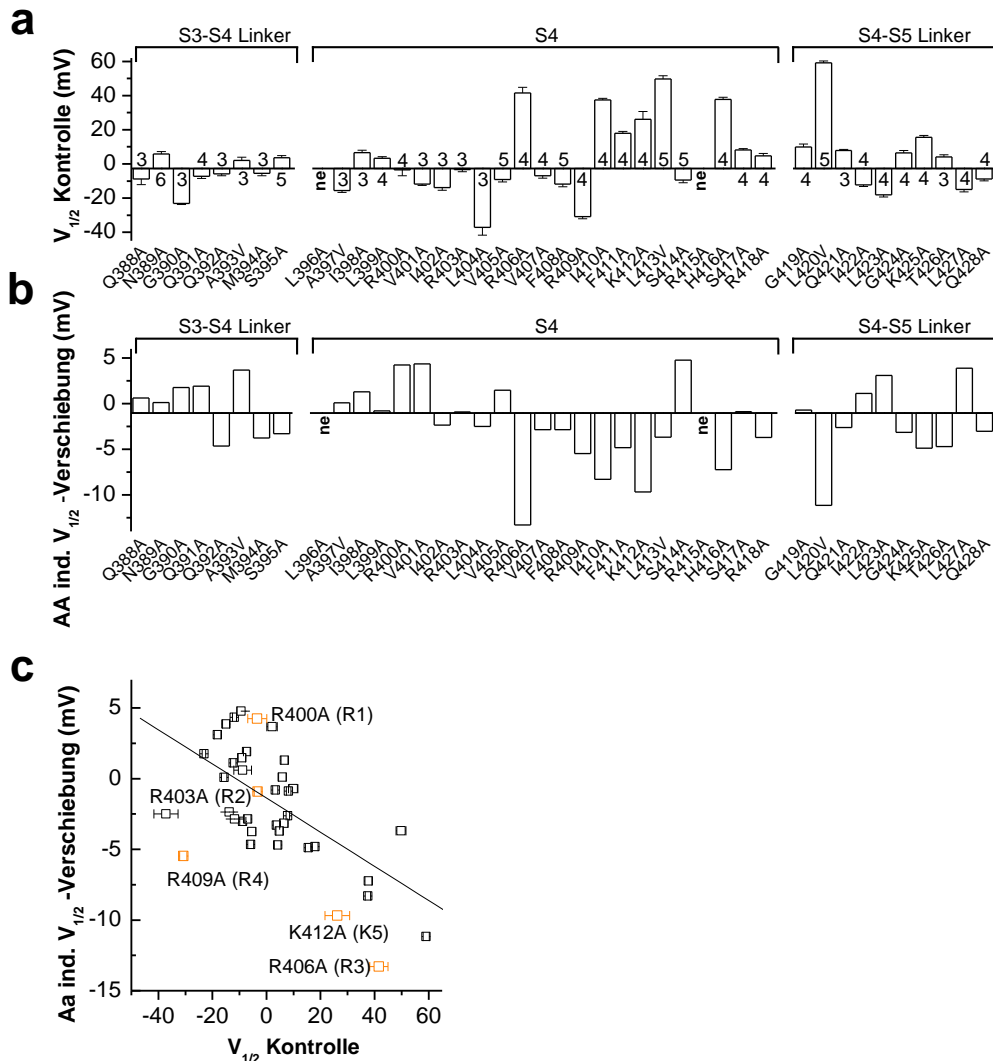 a
S3-S4 Linker S4 S4-S5 Linker
V1/2 Kontrolle (mV)
60
40
20
0
-20
-40
3 6 3 4 3 3 3 5 ne 3 3 4 4 3 3 3 3 5 4 4 5 4 4 4 4 5 5 ne 4 4 4 4 5 3 4 4 4 4 3 4 4
Q388A N389A G390A Q391A Q392A A393V M394A S395A L396A A397V I398A L399A R400A V401A I402A R403A L404A V405A R406A V407A F408A R409A I410A F411A K412A L413V S414A R415A H416A S417A R418A G419A L420V Q421A I422A L423A G424A K425A T426A L427A Q428A
b
S3-S4 Linker S4 S4-S5 Linker
AA ind. V1/2 -Verschiebung (mV)
5
0
-5
-10
ne ne
Q388A N389A G390A Q391A Q392A A393V M394A S395A L396A A397V I398A L399A R400A V401A I402A R403A L404A V405A R406A V407A F408A R409A I410A F411A K412A L413V S414A R415A H416A S417A R418A G419A L420V Q421A I422A L423A G424A K425A T426A L427A Q428A
c
Aa ind. V1/2 -Verschiebung (mV)
5
0
-5
-10
-15
R400A (R1)
R403A (R2)
R409A (R4)
K412A (K5)
R406A (R3)
-40 -20 0 20 40 60
V1/2 Kontrolle